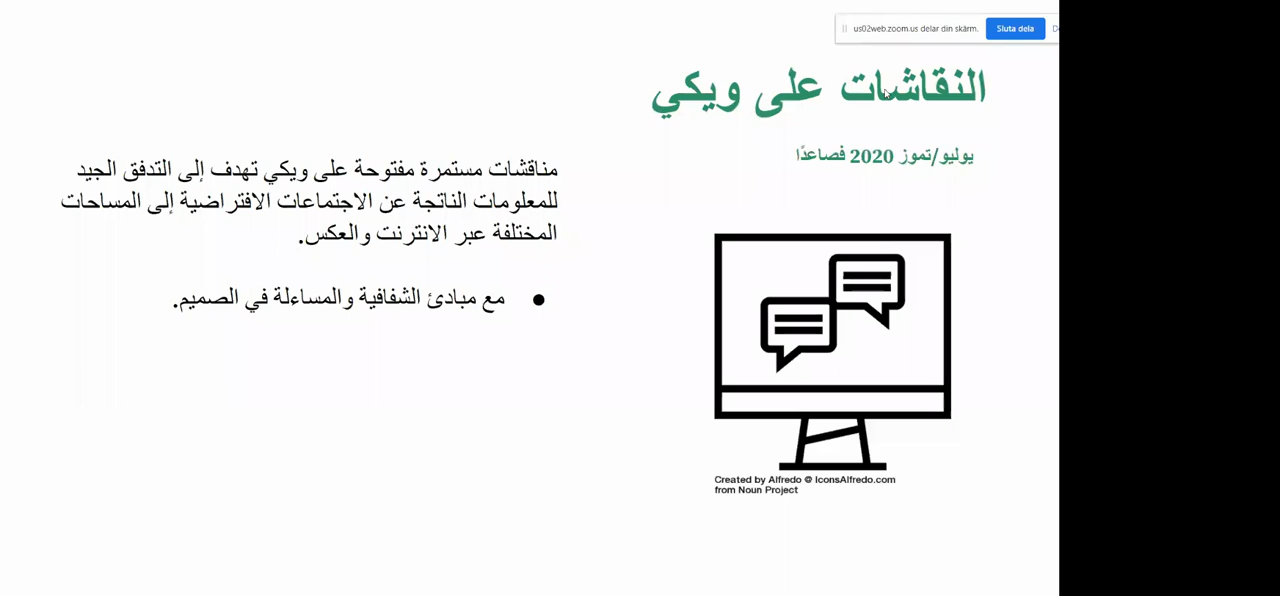 us02web.zoom.us delar din skärm. Sluta dela
النقاشات على ويكي
يوليو/تموز 2020 فصاعدًا
مناقشات مستمرة مفتوحة على ويكي تهدف إلى التدفق الجيد
للمعلومات الناتجة عن الاجتماعات الافتراضية إلى المساحات
المختلفة عبر الانترنت والعكس.
● مع مبادئ الشفافية والمساءلة في الصميم.
Created by Alfredo @ IconsAlfredo.com
from Noun Project